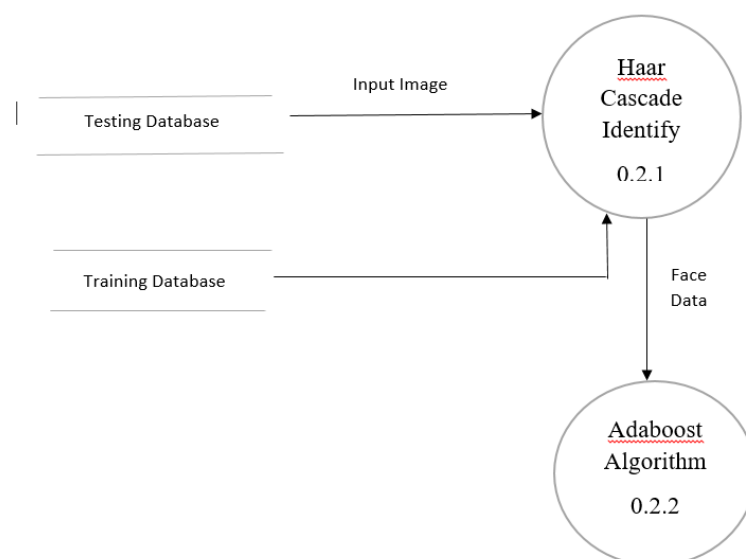 Input Image
Haar
Cascade
Identify
0.2.1
Testing Database
Training Database
Face
Data
Adaboost
Algorithm
0.2.2